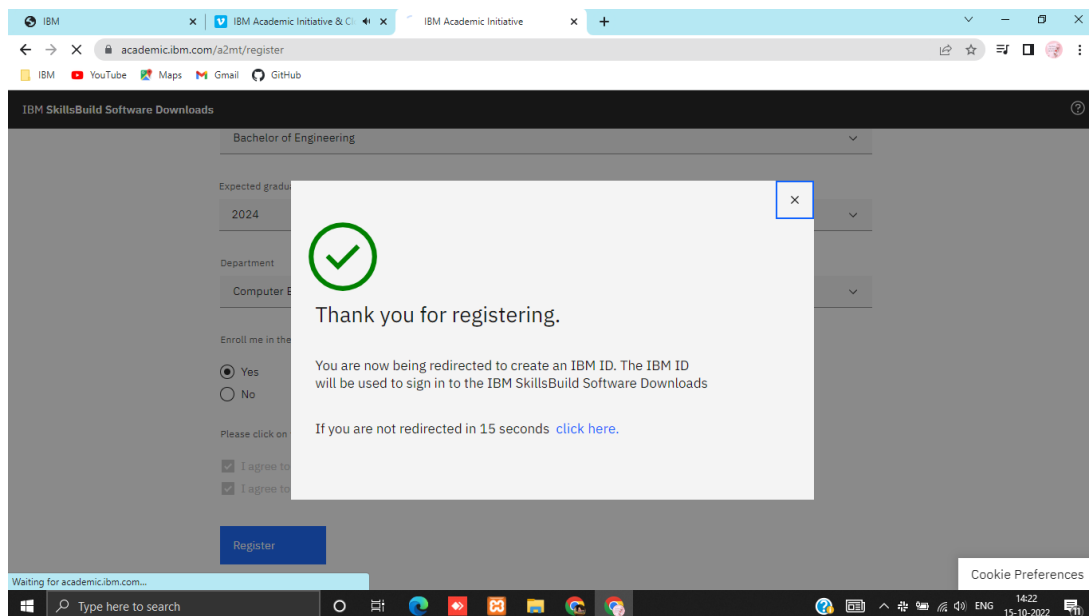 IBM
IBM Academic Initiative & Cl
IBM Academic Initiative
academic.ibm.com/a2mt/register
IBM YouTube Maps Gmail GitHub
IBM SkillsBuild Software Downloads
Bachelor of Engineering
Expected gradu
2024
Department
Computer E
Enroll me in the
Yes
No
Please click on
I agree to
I agree to
Register
Thank you for registering.
You are now being redirected to create an IBM ID. The IBM ID
will be used to sign in to the IBM SkillsBuild Software Downloads
If you are not redirected in 15 seconds click here.
Waiting for academic.ibm.com...
Cookie Preferences
Type here to search
ENG
14:22
15-10-2022